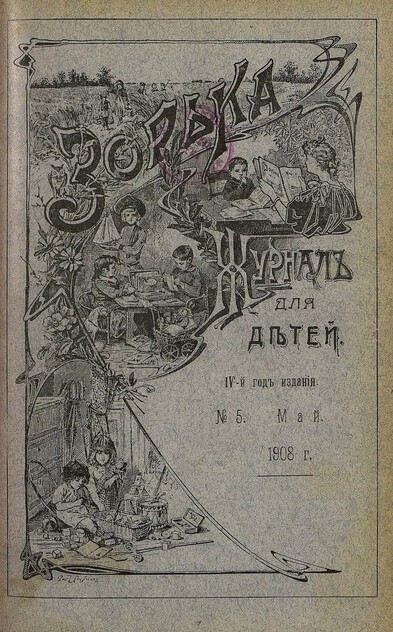 ЗОРЬКА
ЖУРНАЛЪ
ДЛЯ
ДѢТЕЙ.
IV-й годъ изданія.
№ 5. Май.
1908 г.